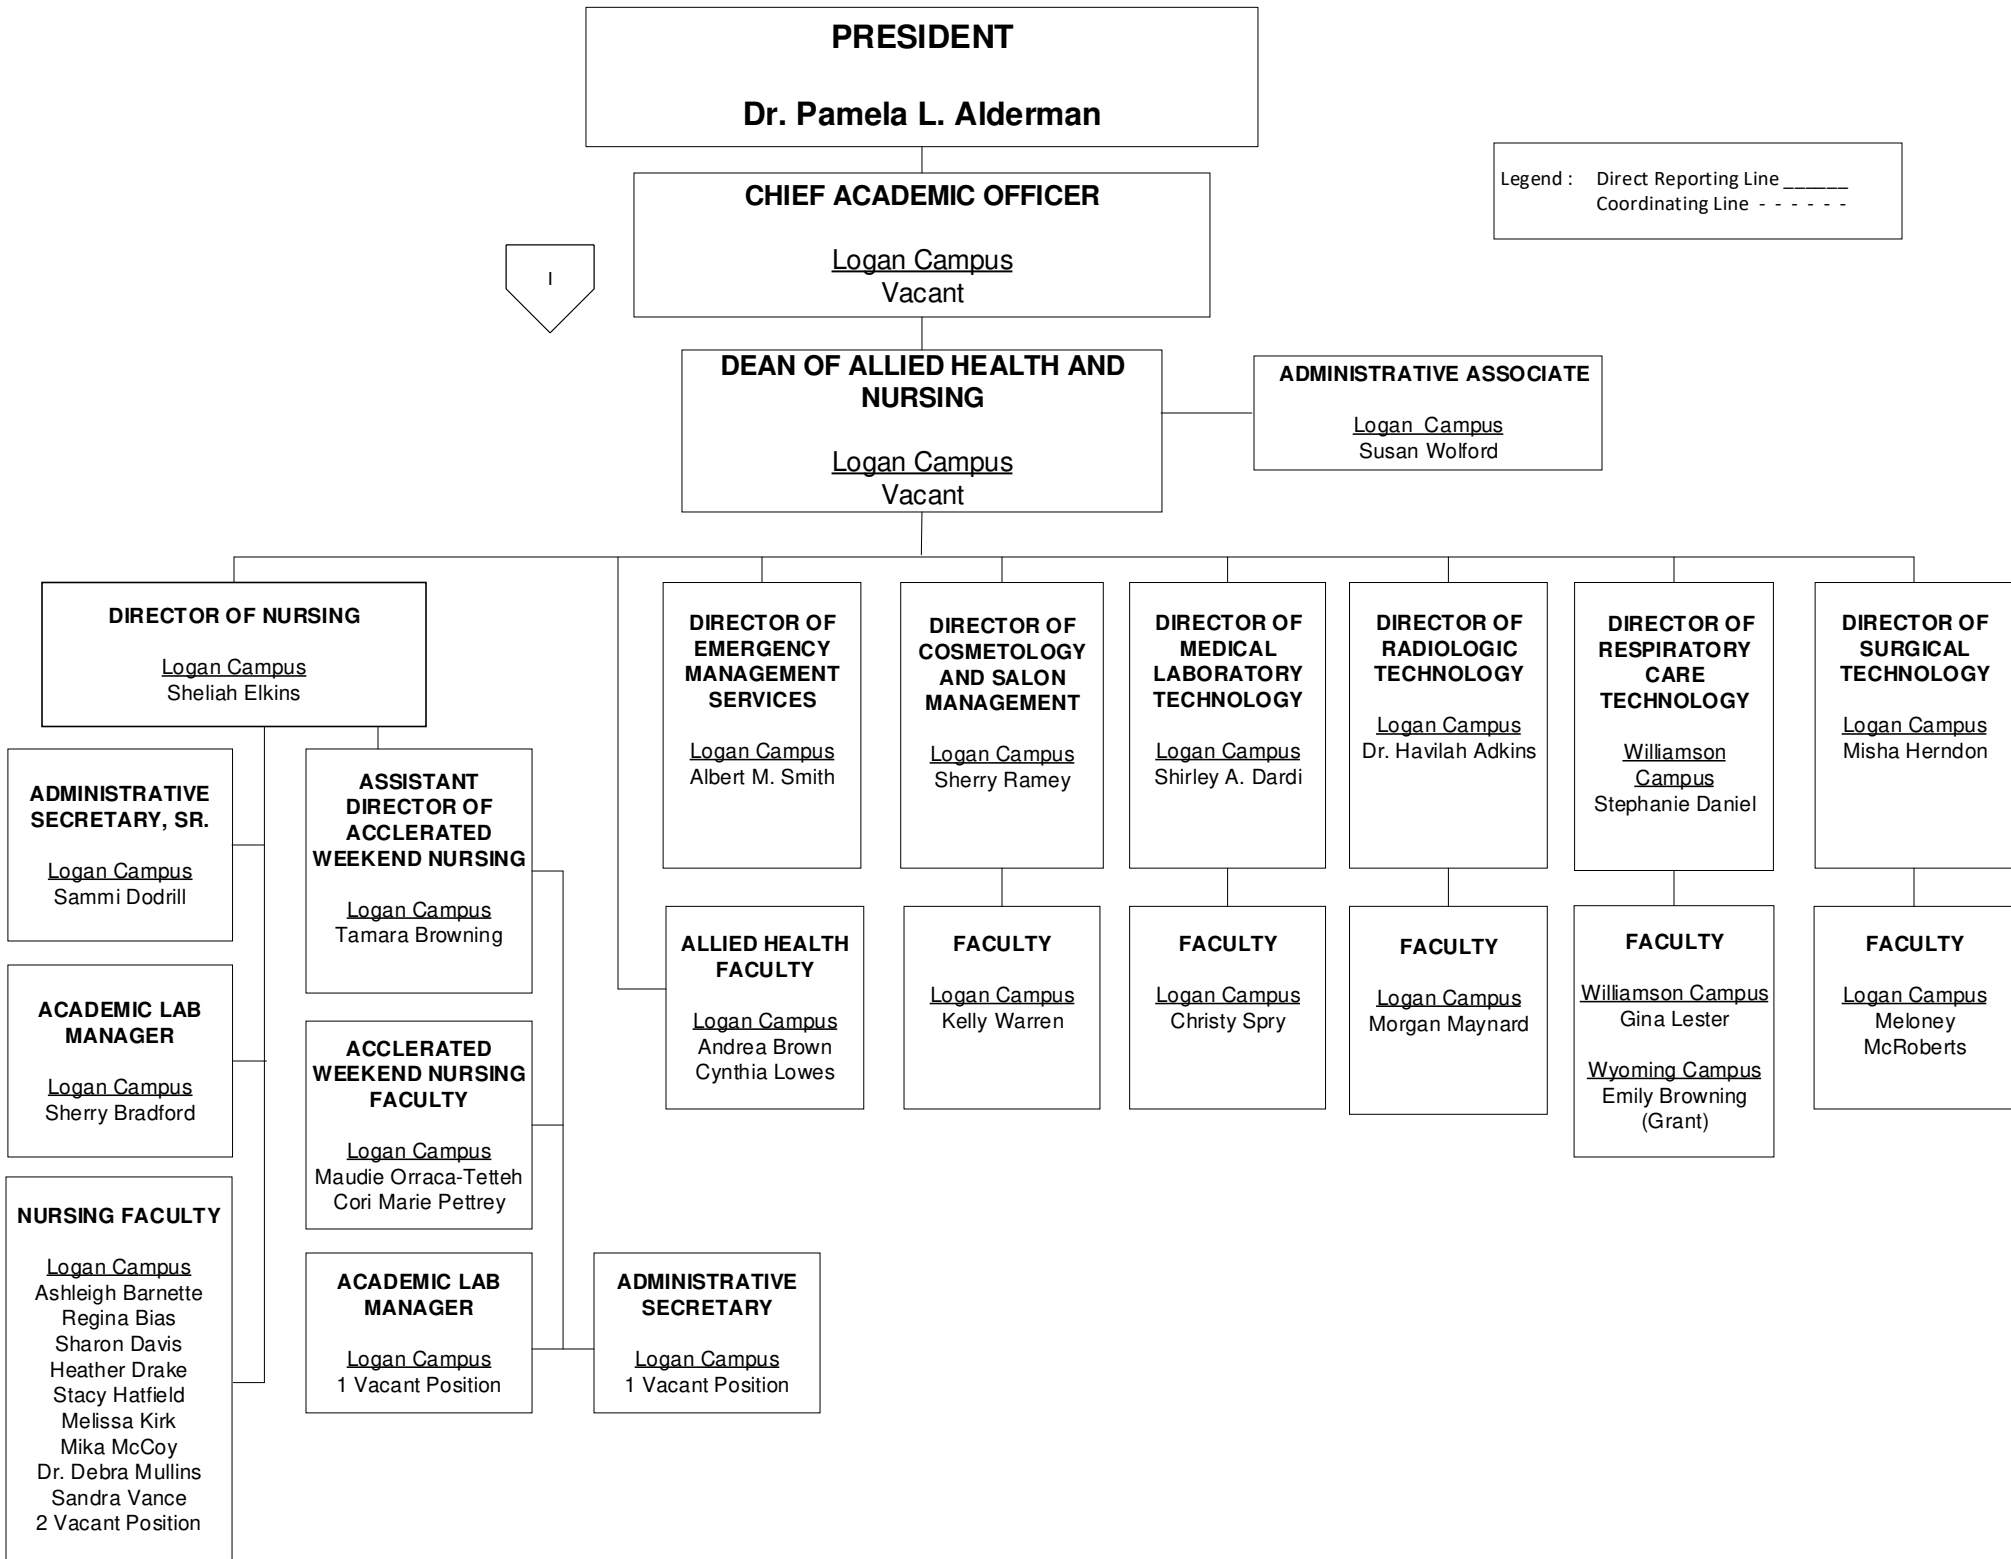 PRESIDENT
Dr. Pamela L. Alderman
Legend :    Direct Reporting Line ______
Coordinating Line - - - - - -
CHIEF ACADEMIC OFFICER
Logan Campus
Vacant
I
DEAN OF ALLIED HEALTH AND
NURSING
Logan Campus
Vacant
ADMINISTRATIVE ASSOCIATE
Logan Campus
Susan Wolford
DIRECTOR OF NURSING
Logan Campus
Sheliah Elkins
DIRECTOR OF
EMERGENCY
MANAGEMENT
SERVICES
Logan Campus
Albert M. Smith
DIRECTOR OF
COSMETOLOGY
AND SALON
MANAGEMENT
Logan Campus
Sherry Ramey
DIRECTOR OF
MEDICAL
LABORATORY
TECHNOLOGY
Logan Campus
Shirley A. Dardi
DIRECTOR OF
RADIOLOGIC
TECHNOLOGY
Logan Campus
Dr. Havilah Adkins
DIRECTOR OF
RESPIRATORY
CARE
TECHNOLOGY
Williamson
Campus
Stephanie Daniel
DIRECTOR OF
SURGICAL
TECHNOLOGY
Logan Campus
Misha Herndon
ADMINISTRATIVE
SECRETARY, SR.
Logan Campus
Sammi Dodrill
ASSISTANT
DIRECTOR OF
ACCLERATED
WEEKEND NURSING
Logan Campus
Tamara Browning
ALLIED HEALTH
FACULTY
Logan Campus
Andrea Brown
Cynthia Lowes
FACULTY
Logan Campus
Kelly Warren
FACULTY
Logan Campus
Christy Spry
FACULTY
Logan Campus
Morgan Maynard
FACULTY
Williamson Campus
Gina Lester
Wyoming Campus
Emily Browning
(Grant)
FACULTY
Logan Campus
Meloney
McRoberts
ACADEMIC LAB
MANAGER
Logan Campus
Sherry Bradford
ACCLERATED
WEEKEND NURSING
FACULTY
Logan Campus
Maudie Orraca-Tetteh
Cori Marie Pettrey
NURSING FACULTY
Logan Campus
Ashleigh Barnette
Regina Bias
Sharon Davis
Heather Drake
Stacy Hatfield
Melissa Kirk
Mika McCoy
Dr. Debra Mullins
Sandra Vance
2 Vacant Position
ACADEMIC LAB
MANAGER
Logan Campus
1 Vacant Position
ADMINISTRATIVE
SECRETARY
Logan Campus
1 Vacant Position